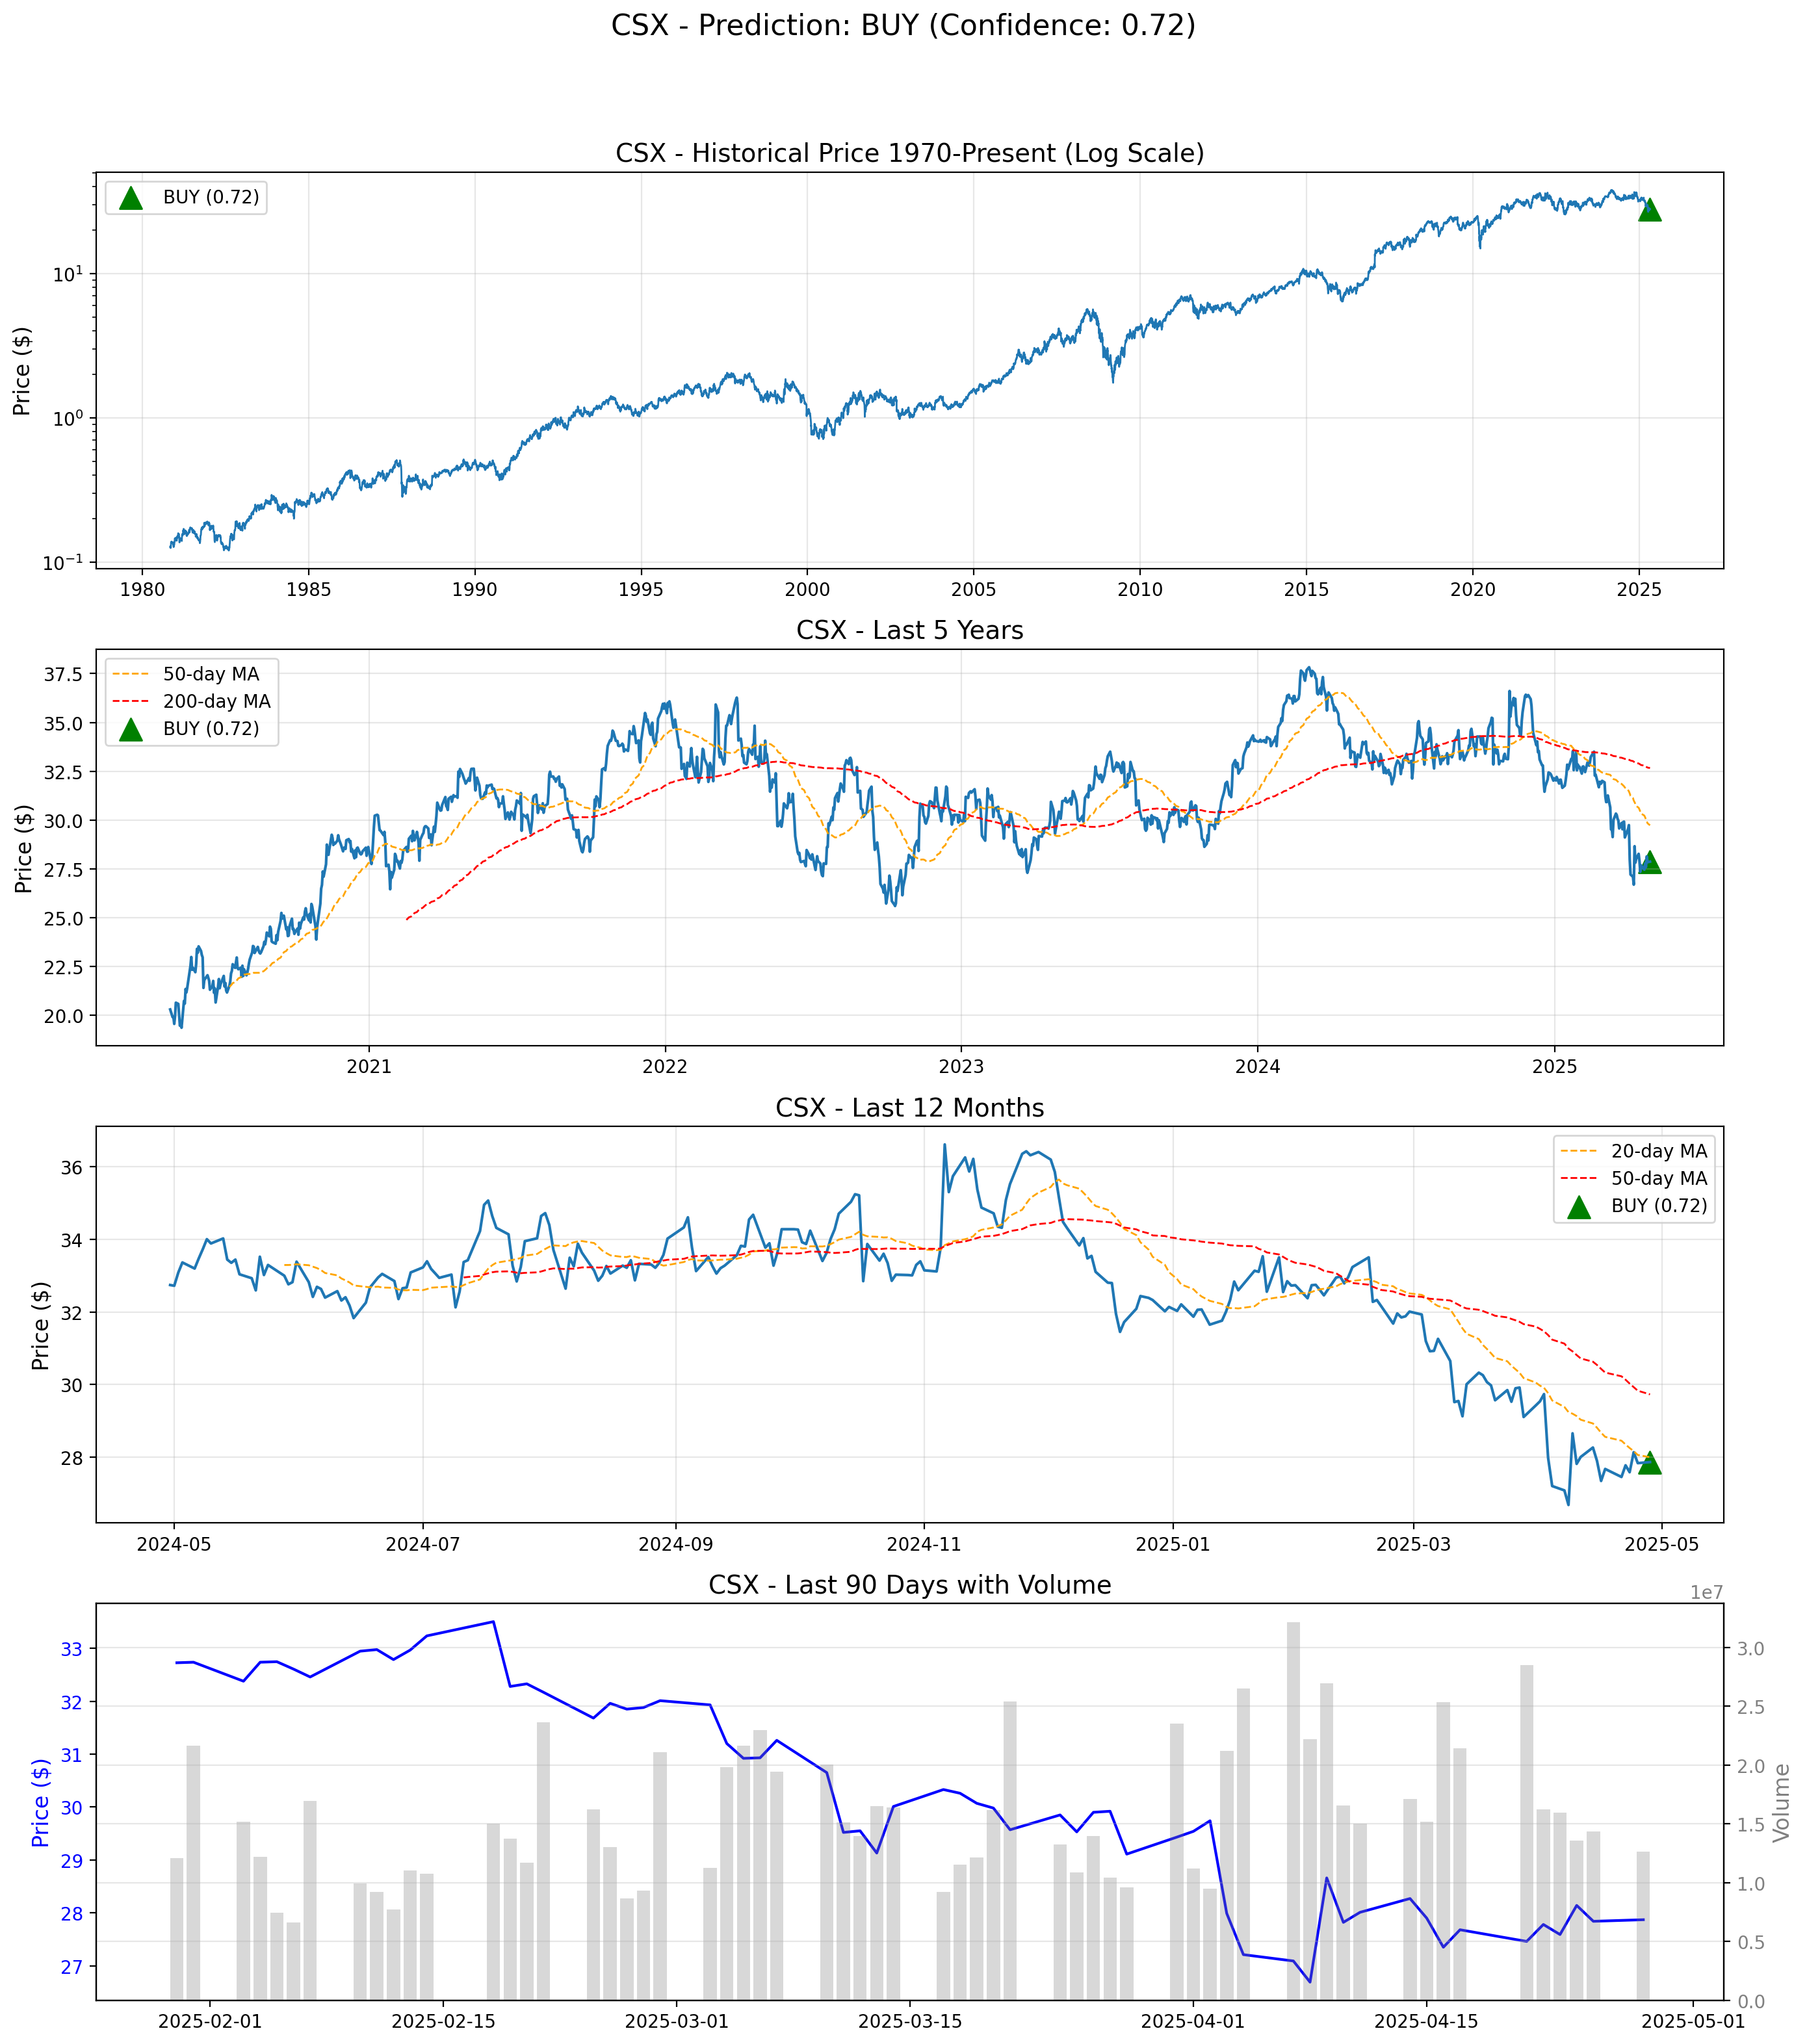 CSX - Prediction: BUY (Confidence: 0.72)
CSX - Historical Price 1970-Present (Log Scale)
BUY (0.72)
Price ($)
10¹
10⁰
10⁻¹
1980 1985 1990 1995 2000 2005 2010 2015 2020 2025
CSX - Last 5 Years
50-day MA
200-day MA
BUY (0.72)
Price ($)
37.5
35.0
32.5
30.0
27.5
25.0
22.5
20.0
2021 2022 2023 2024 2025
CSX - Last 12 Months
20-day MA
50-day MA
BUY (0.72)
Price ($)
36
34
32
30
28
2024-05 2024-07 2024-09 2024-11 2025-01 2025-03 2025-05
CSX - Last 90 Days with Volume
1e7
Price ($)
33
32
31
30
29
28
27
3.0
2.5
2.0
1.5
1.0
0.5
0.0
Volume
2025-02-01 2025-02-15 2025-03-01 2025-03-15 2025-04-01 2025-04-15 2025-05-01